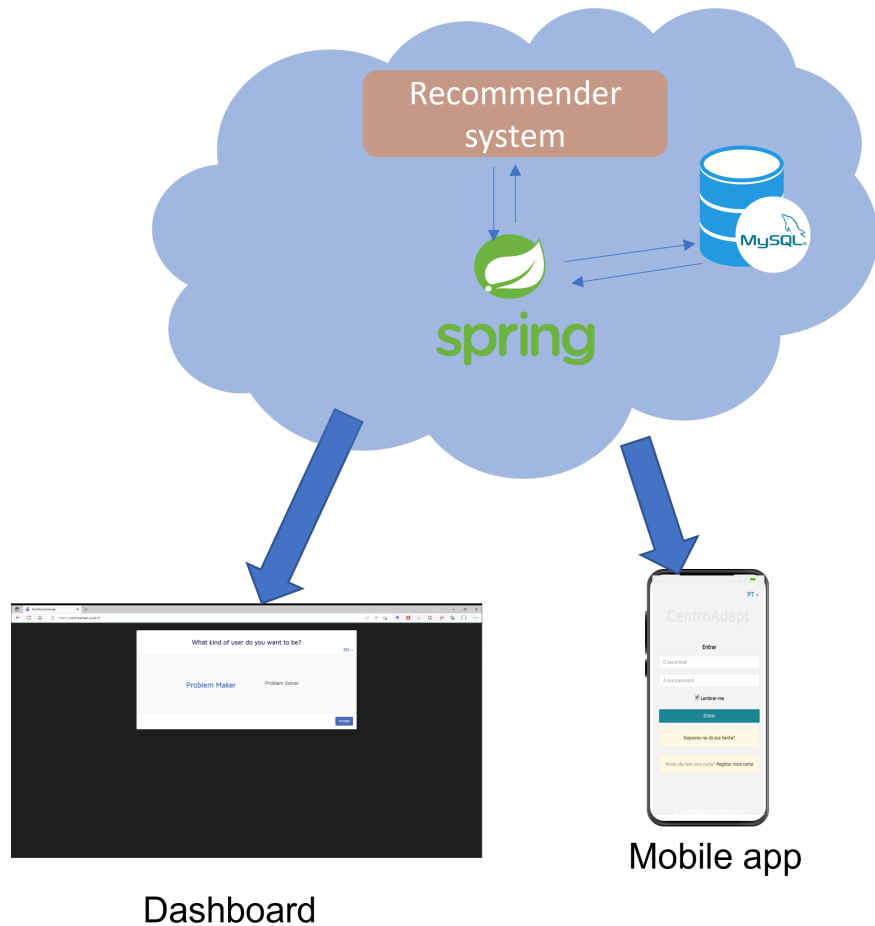 Recommender
system
MySQL®
spring
What kind of user do you want to be?
EN
Problem Maker
Problem Solver
Accept
PT
CentroAdapt
Entrar
O seu e-mail
A sua password
Lembrar-me
Entrar
Esqueceu-se da sua Senha?
Ainda não tem uma conta? Registar nova conta
Cofinanciadores
Mobile app
Dashboard